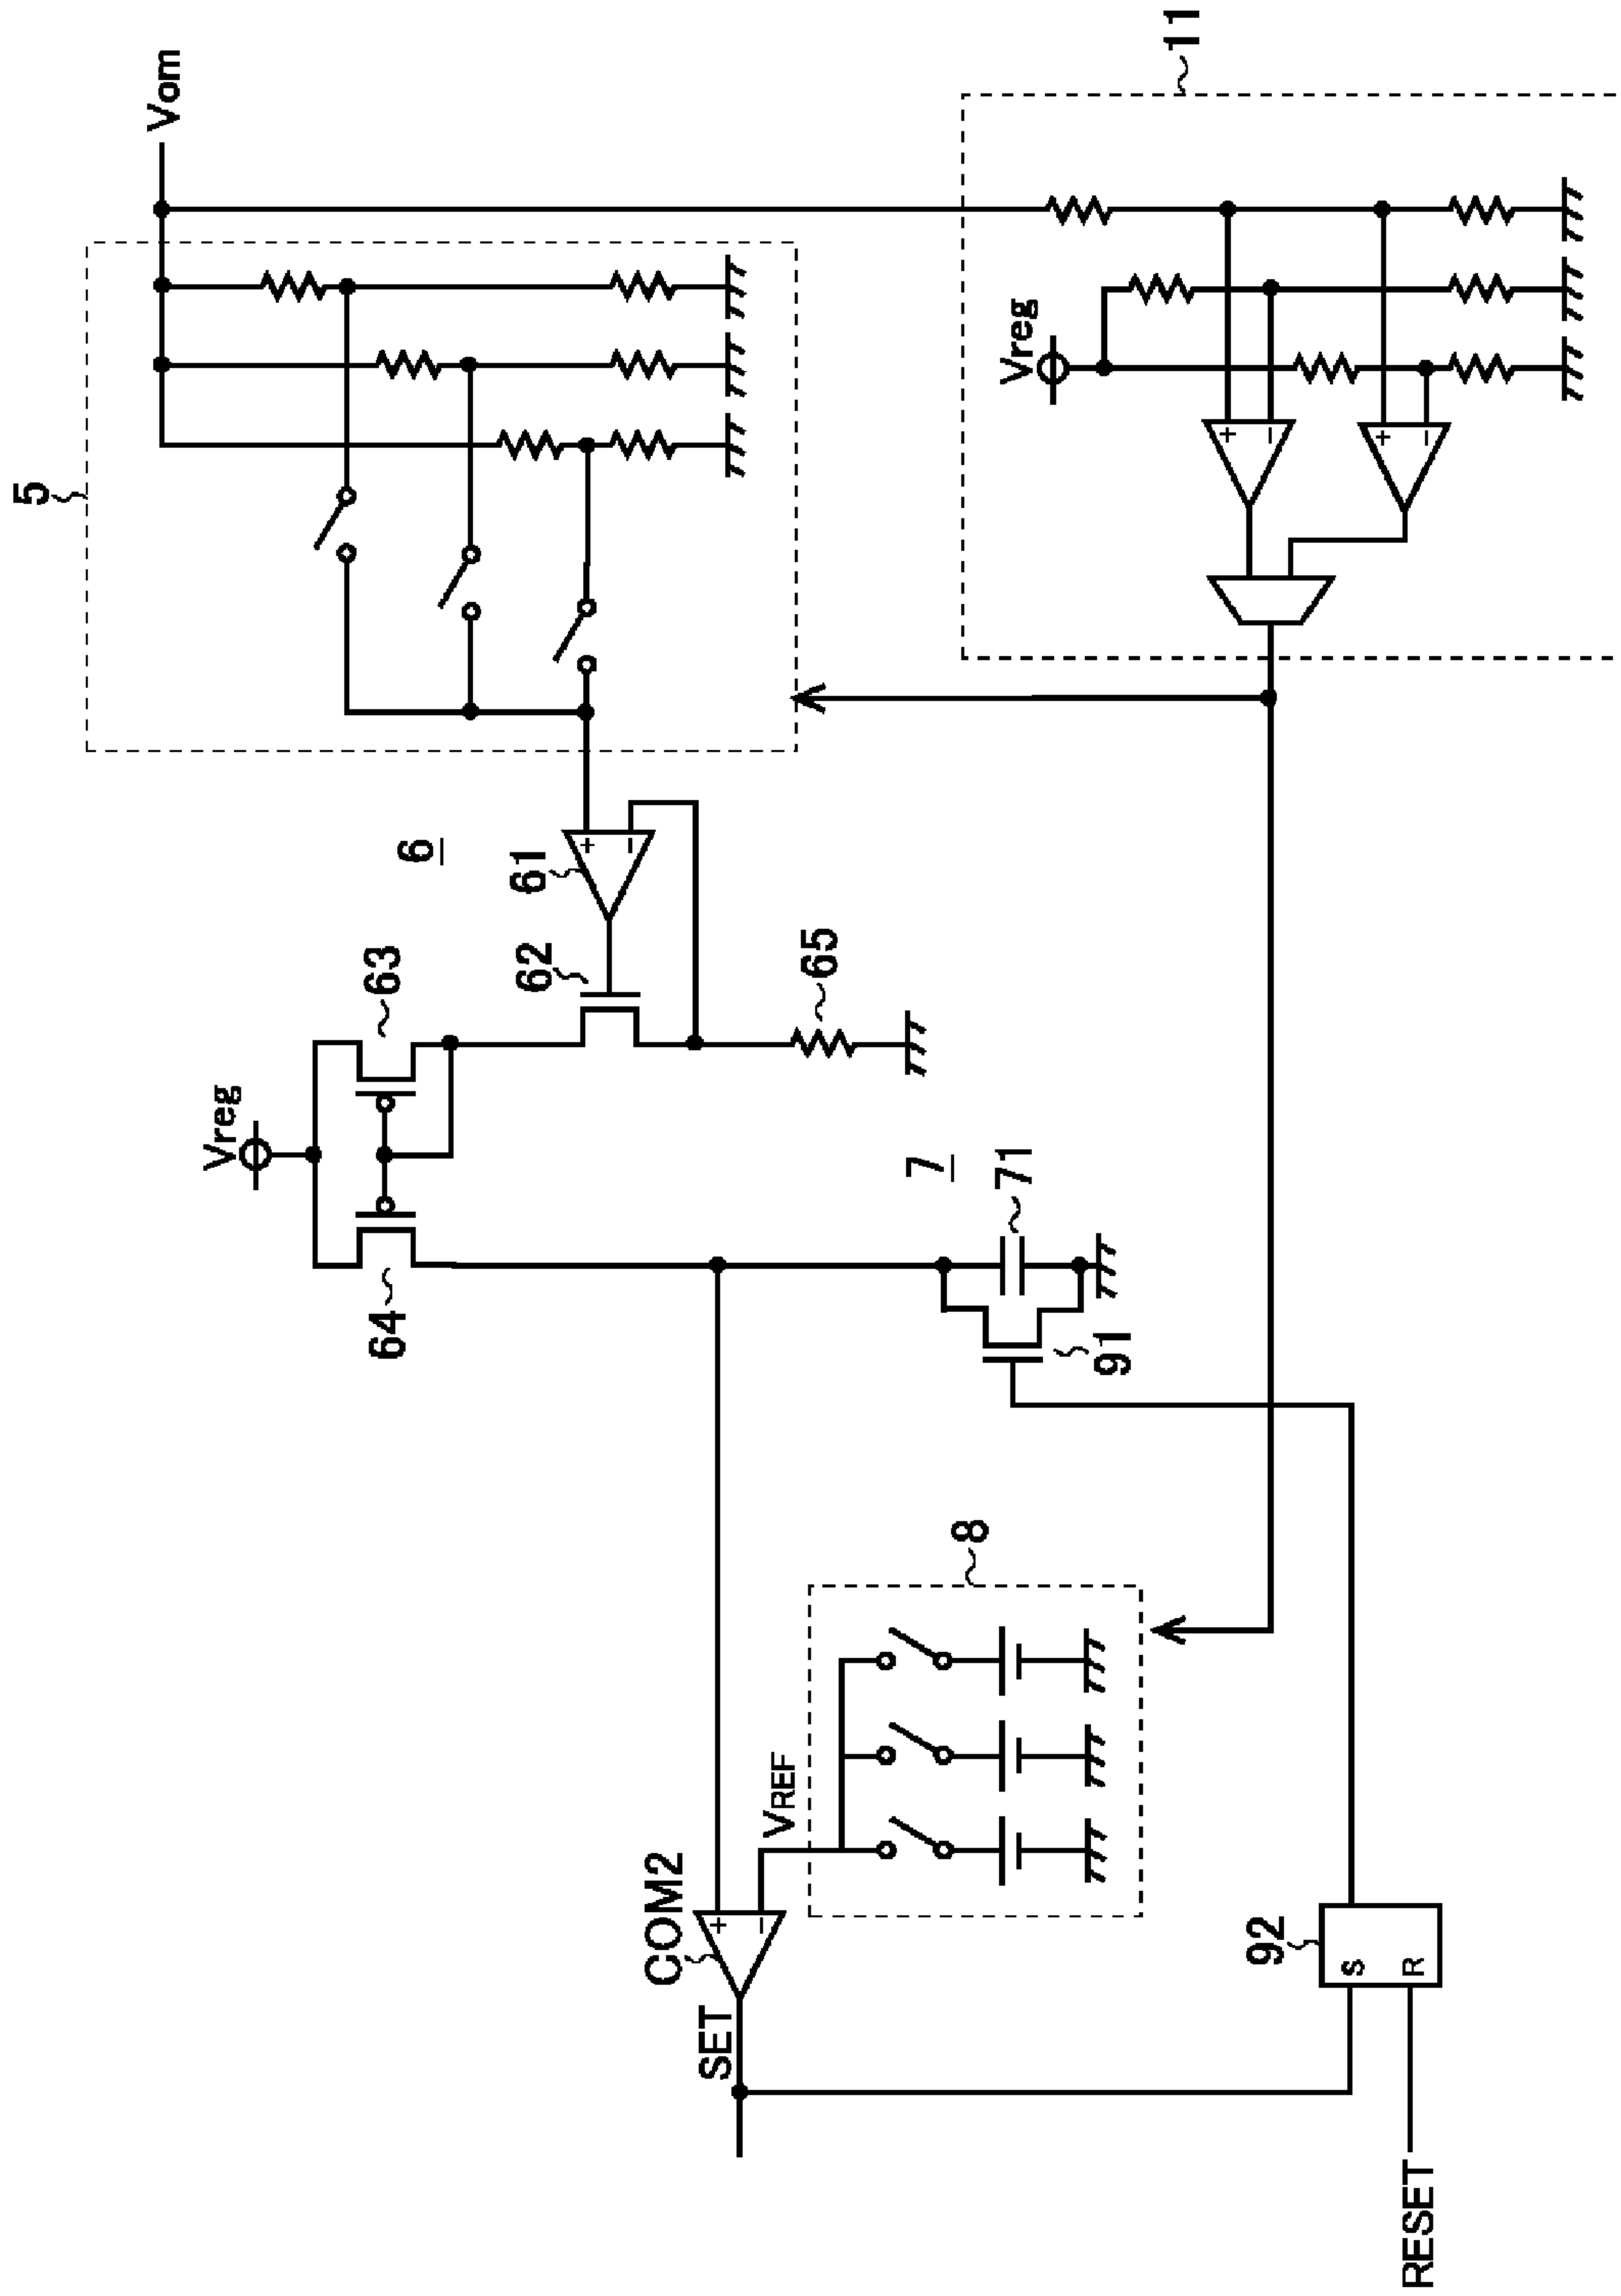 Vom
5
11
Vreg
6
61
62
63
65
Vreg
64
7
71
91
8
VREF
COM2
SET
92
S
R
RESET
+
−
+
−
+
−
+
−